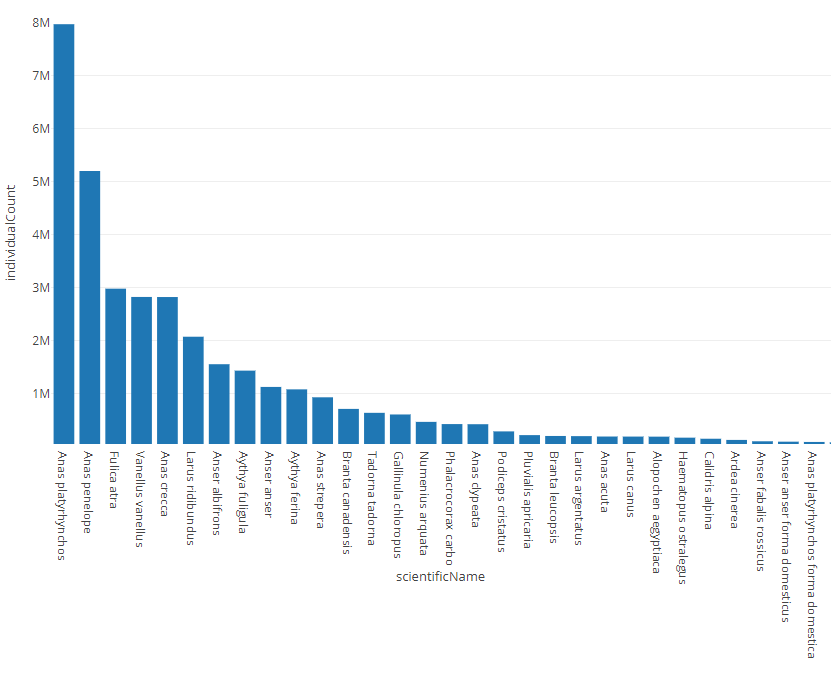 8M
7M
6M
5M
4M
3M
2M
1M
individualCount
Anas platyrhynchos
Anas penelope
Fulica atra
Vanellus vanellus
Anas crecca
Larus ridibundus
Anser albifrons
Aythya fuligula
Anser anser
Aythya ferina
Anas strepera
Branta canadensis
Tadorna tadorna
Gallinula chloropus
Numenius arquata
Phalacrocorax carbo
Anas clypeata
Podiceps cristatus
Pluvialis apricaria
Branta leucopsis
Larus argentatus
Anas acuta
Larus canus
Alopochen aegyptiaca
Haematopus ostralegus
Calidris alpina
Ardea cinerea
Anser fabalis rossicus
Anser anser forma domesticus
Anas platyrhynchos forma domestica
scientificName